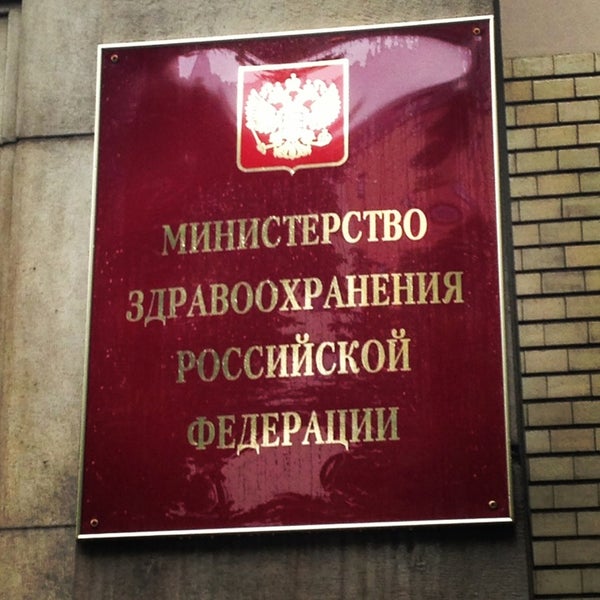 МИНИСТЕРСТВО
ЗДРАВООХРАНЕНИЯ
РОССИЙСКОЙ
ФЕДЕРАЦИИ